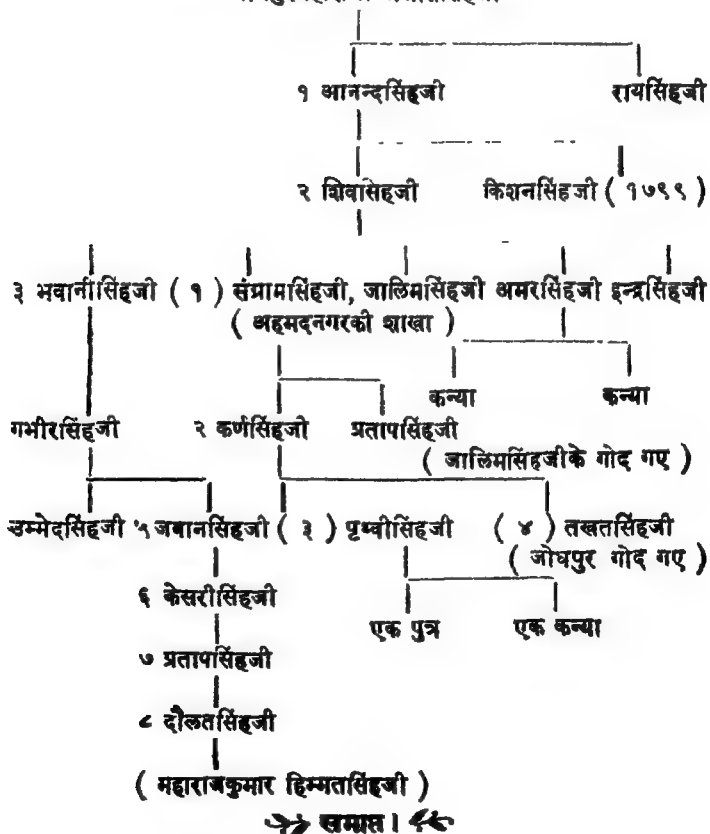 १ आनन्दसिंहजी रायसिंहजी
२ शिवासिंहजी किशनसिंहजी ( १७९९ )
३ भवानीसिंहजी ( १ ) संग्रामसिंहजी, जालिमसिंहजी अमरसिंहजी इन्द्रसिंहजी
( अहमदनगरकी शाखा )
कन्या कन्या
गभीरसिंहजी २ कर्णसिंहजी प्रतापसिंहजी
( जालिमसिंहजीके गोद गए )
उम्मेदसिंहजी ५ जवानसिंहजी ( ३ ) पृथ्वीसिंहजी ( ४ ) तख्तसिंहजी
( जोधपुर गोद गए )
६ केसरीसिंहजी
एक पुत्र एक कन्या
७ प्रतापसिंहजी
८ दौलतसिंहजी
( महाराजकुमार हिम्मतसिंहजी )
समाप्त ।